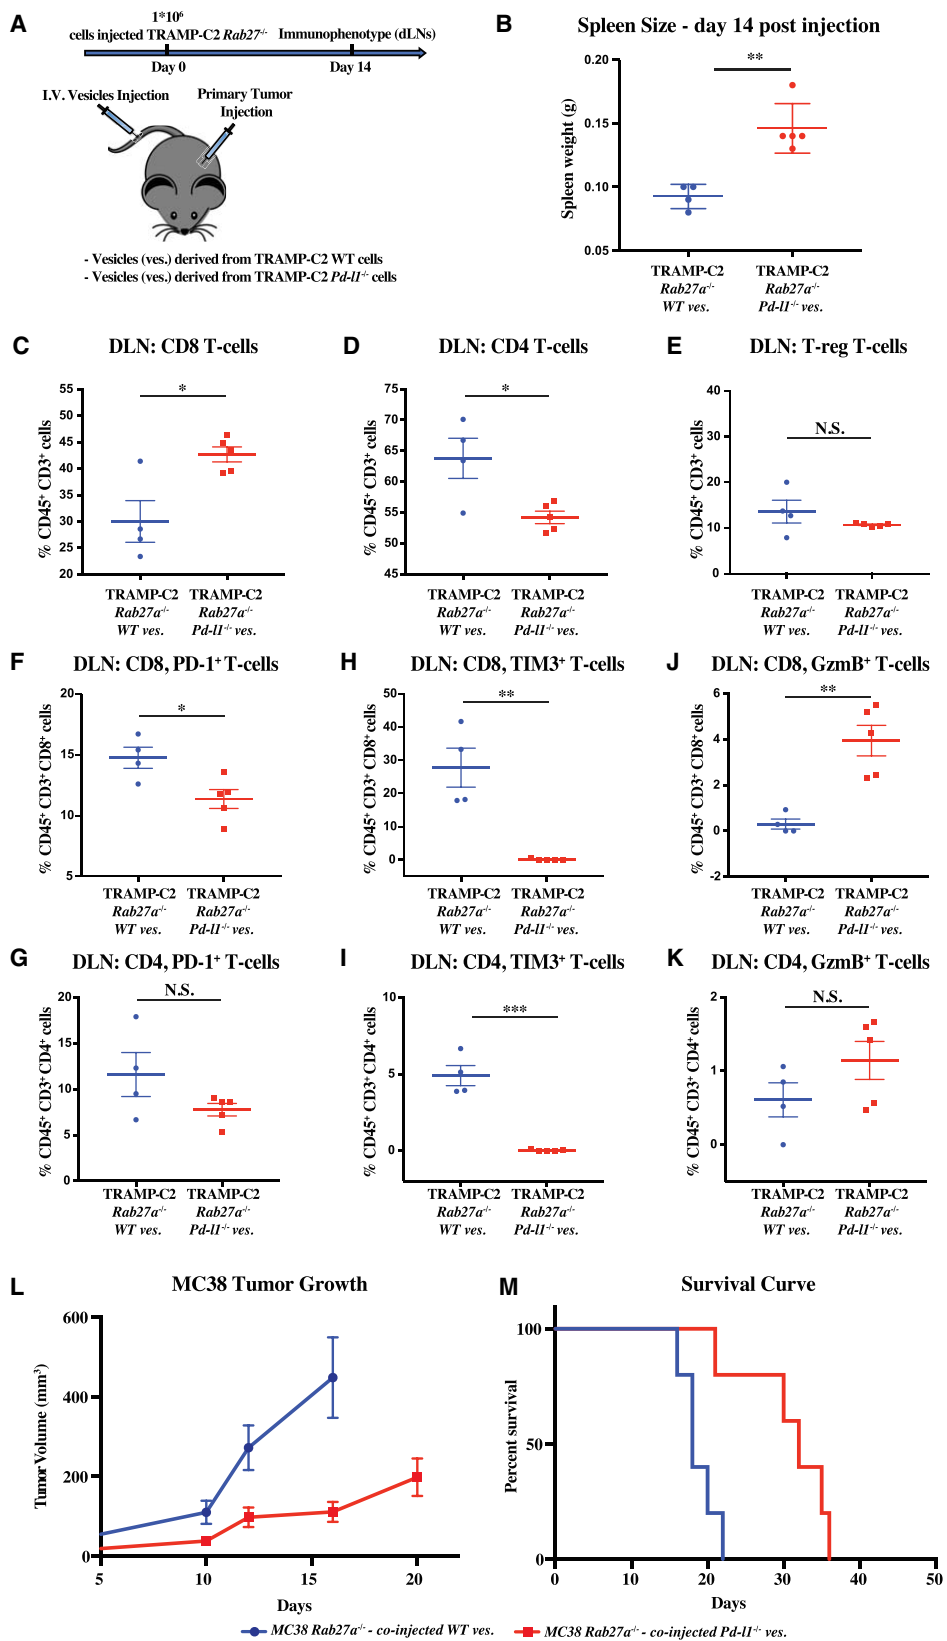 A
1*10⁶
cells injected TRAMP-C2 Rab27⁻/⁻ Immunophenotype (dLNs)
Day 0 Day 14
I.V. Vesicles Injection
Primary Tumor
Injection
- Vesicles (ves.) derived from TRAMP-C2 WT cells
- Vesicles (ves.) derived from TRAMP-C2 Pd-l1⁻/⁻ cells
B Spleen Size - day 14 post injection
**
Spleen weight (g)
0.20
0.15
0.10
0.05
TRAMP-C2 TRAMP-C2
Rab27a⁻/⁻ Rab27a⁻/⁻
WT ves. Pd-l1⁻/⁻ ves.
C DLN: CD8 T-cells
*
% CD45⁺ CD3⁺ cells
55
50
45
40
35
30
25
20
TRAMP-C2 TRAMP-C2
Rab27a⁻/⁻ Rab27a⁻/⁻
WT ves. Pd-l1⁻/⁻ ves.
D DLN: CD4 T-cells
*
% CD45⁺ CD3⁺ cells
75
70
65
60
55
50
45
TRAMP-C2 TRAMP-C2
Rab27a⁻/⁻ Rab27a⁻/⁻
WT ves. Pd-l1⁻/⁻ ves.
E DLN: T-reg T-cells
N.S.
% CD45⁺ CD3⁺ cells
40
30
20
10
0
TRAMP-C2 TRAMP-C2
Rab27a⁻/⁻ Rab27a⁻/⁻
WT ves. Pd-l1⁻/⁻ ves.
F DLN: CD8, PD-1⁺ T-cells
*
% CD45⁺ CD3⁺ CD8⁺ cells
20
15
10
5
TRAMP-C2 TRAMP-C2
Rab27a⁻/⁻ Rab27a⁻/⁻
WT ves. Pd-l1⁻/⁻ ves.
H DLN: CD8, TIM3⁺ T-cells
**
% CD45⁺ CD3⁺ CD8⁺ cells
50
40
30
20
10
0
TRAMP-C2 TRAMP-C2
Rab27a⁻/⁻ Rab27a⁻/⁻
WT ves. Pd-l1⁻/⁻ ves.
J DLN: CD8, GzmB⁺ T-cells
**
% CD45⁺ CD3⁺ CD8⁺ cells
6
4
2
0
-2
TRAMP-C2 TRAMP-C2
Rab27a⁻/⁻ Rab27a⁻/⁻
WT ves. Pd-l1⁻/⁻ ves.
G DLN: CD4, PD-1⁺ T-cells
N.S.
% CD45⁺ CD3⁺ CD4⁺ cells
20
15
10
5
0
TRAMP-C2 TRAMP-C2
Rab27a⁻/⁻ Rab27a⁻/⁻
WT ves. Pd-l1⁻/⁻ ves.
I DLN: CD4, TIM3⁺ T-cells
***
% CD45⁺ CD3⁺ CD4⁺ cells
10
5
0
TRAMP-C2 TRAMP-C2
Rab27a⁻/⁻ Rab27a⁻/⁻
WT ves. Pd-l1⁻/⁻ ves.
K DLN: CD4, GzmB⁺ T-cells
N.S.
% CD45⁺ CD3⁺ CD4⁺ cells
2
1
0
TRAMP-C2 TRAMP-C2
Rab27a⁻/⁻ Rab27a⁻/⁻
WT ves. Pd-l1⁻/⁻ ves.
L MC38 Tumor Growth
Tumor Volume (mm³)
600
400
200
0
5 10 15 20
Days
M Survival Curve
Percent survival
100
50
0
0 10 20 30 40 50
Days
MC38 Rab27a⁻/⁻ - co-injected WT ves. MC38 Rab27a⁻/⁻ - co-injected Pd-l1⁻/⁻ ves.